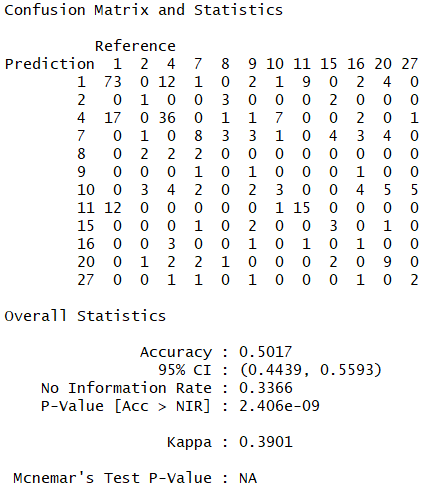 Confusion Matrix and Statistics

          Reference
Prediction  1  2  4  7  8  9 10 11 15 16 20 27
        1  73  0 12  1  0  2  1  9  0  2  4  0
        2   0  1  0  0  3  0  0  0  2  0  0  0
        4  17  0 36  0  1  1  7  0  0  2  0  1
        7   0  1  0  8  3  3  1  0  4  3  4  0
        8   0  2  2  2  0  0  0  0  0  0  0  0
        9   0  0  0  1  0  1  0  0  0  1  0  0
        10  0  3  4  2  0  2  3  0  0  4  5  5
        11 12  0  0  0  0  0  1 15  0  0  0  0
        15  0  0  0  1  0  2  0  0  3  0  1  0
        16  0  0  3  0  0  1  0  1  0  1  0  0
        20  0  1  2  2  1  0  0  0  2  0  9  0
        27  0  0  1  1  0  1  0  0  0  1  0  2

Overall Statistics

               Accuracy : 0.5017
                 95% CI : (0.4439, 0.5593)
    No Information Rate : 0.3366
    P-Value [Acc > NIR] : 2.406e-09

                  Kappa : 0.3901

 Mcnemar's Test P-Value : NA